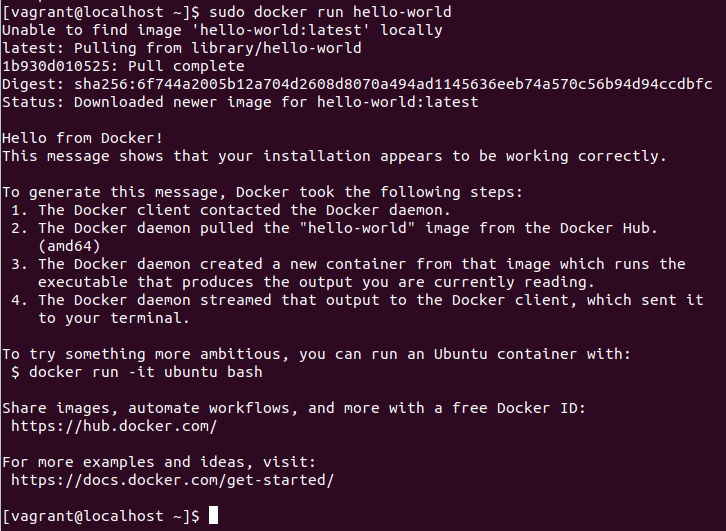 [vagrant@localhost ~]$ sudo docker run hello-world
Unable to find image 'hello-world:latest' locally
latest: Pulling from library/hello-world
1b930d010525: Pull complete
Digest: sha256:6f744a2005b12a704d2608d8070a494ad1145636eeb74a570c56b94d94ccdbfc
Status: Downloaded newer image for hello-world:latest

Hello from Docker!
This message shows that your installation appears to be working correctly.

To generate this message, Docker took the following steps:
 1. The Docker client contacted the Docker daemon.
 2. The Docker daemon pulled the "hello-world" image from the Docker Hub.
    (amd64)
 3. The Docker daemon created a new container from that image which runs the
    executable that produces the output you are currently reading.
 4. The Docker daemon streamed that output to the Docker client, which sent it
    to your terminal.

To try something more ambitious, you can run an Ubuntu container with:
 $ docker run -it ubuntu bash

Share images, automate workflows, and more with a free Docker ID:
 https://hub.docker.com/

For more examples and ideas, visit:
 https://docs.docker.com/get-started/

[vagrant@localhost ~]$